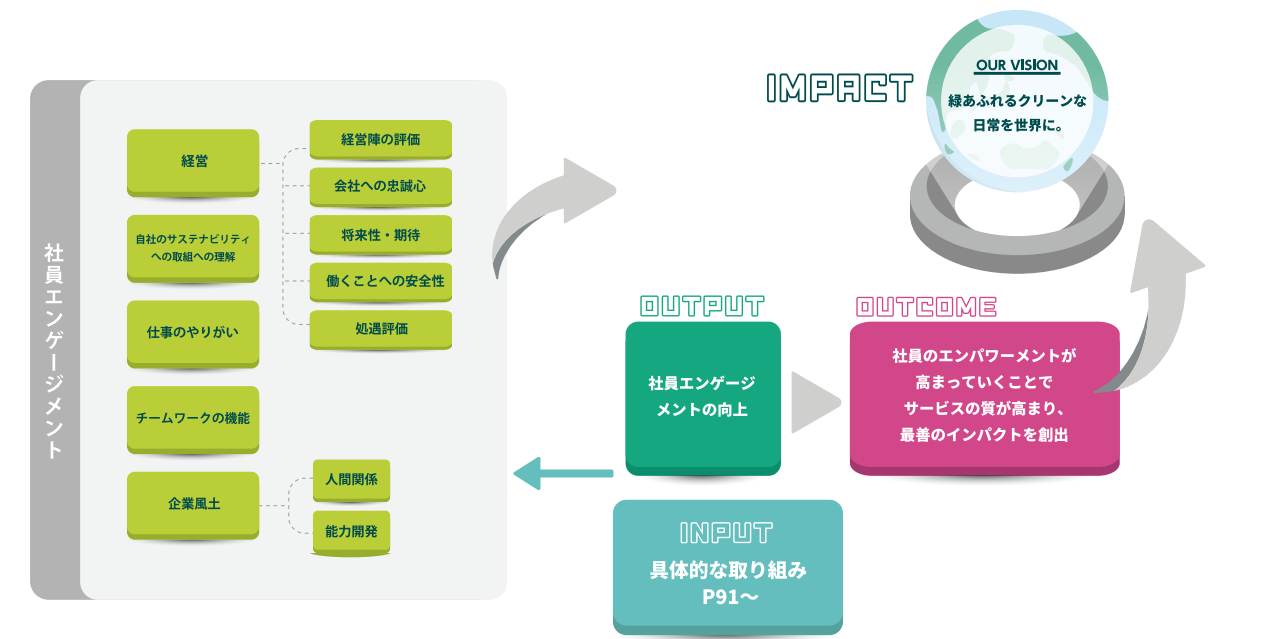 社員エンゲージメント
経営
経営陣の評価
会社への忠誠心
将来性・期待
働くことへの安全性
処遇評価
自社のサステナビリティ
への取組への理解
仕事のやりがい
チームワークの機能
企業風土
人間関係
能力開発
IMPACT
OUR VISION
緑あふれるクリーンな
日常を世界に。
OUTPUT
社員エンゲージ
メントの向上
OUTCOME
社員のエンパワーメントが
高まっていくことで
サービスの質が高まり、
最善のインパクトを創出
INPUT
具体的な取り組み
P91〜